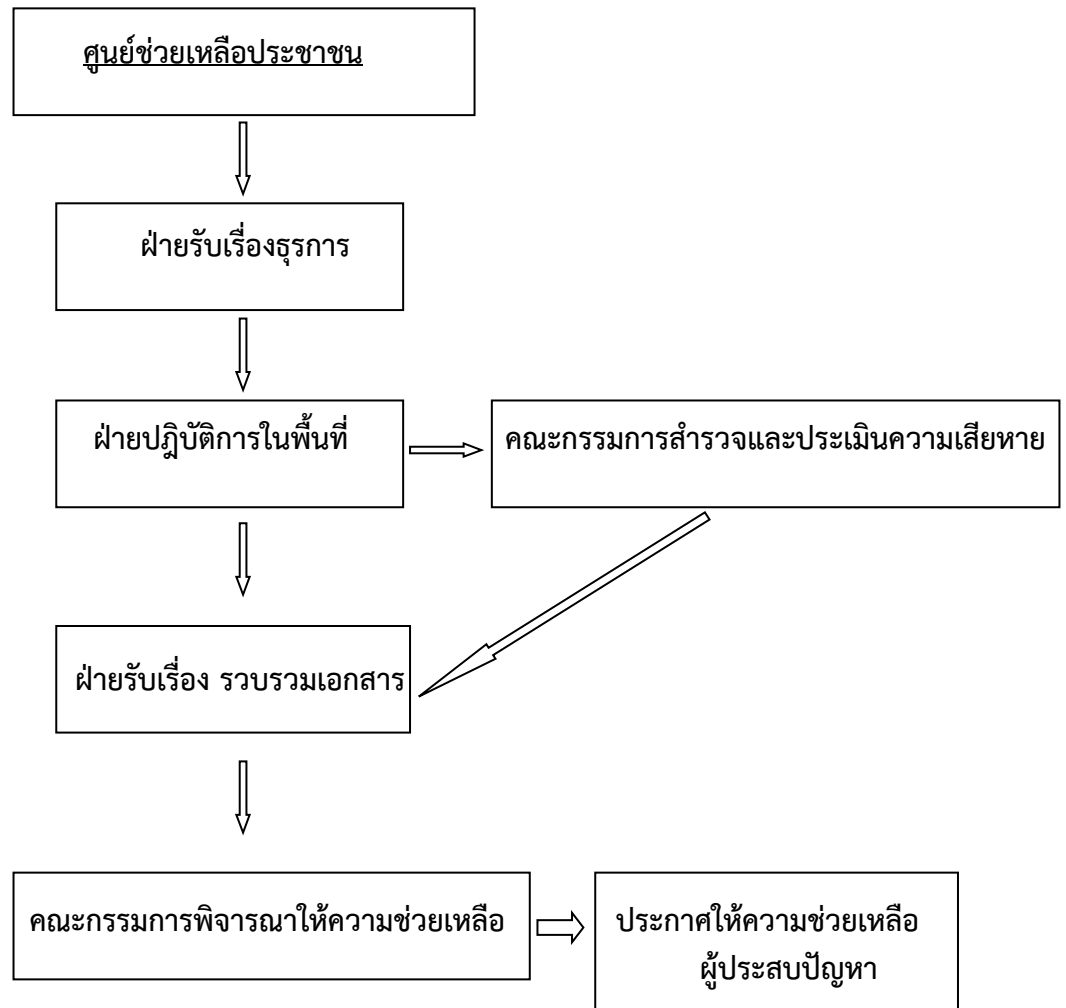 ศูนย์ช่วยเหลือประชาชน
ฝ่ายรับเรื่องธุรการ
ฝ่ายปฎิบัติการในพื้นที่
คณะกรรมการสำรวจและประเมินความเสียหาย
ฝ่ายรับเรื่อง รวบรวมเอกสาร
คณะกรรมการพิจารณาให้ความช่วยเหลือ
ประกาศให้ความช่วยเหลือ
ผู้ประสบปัญหา